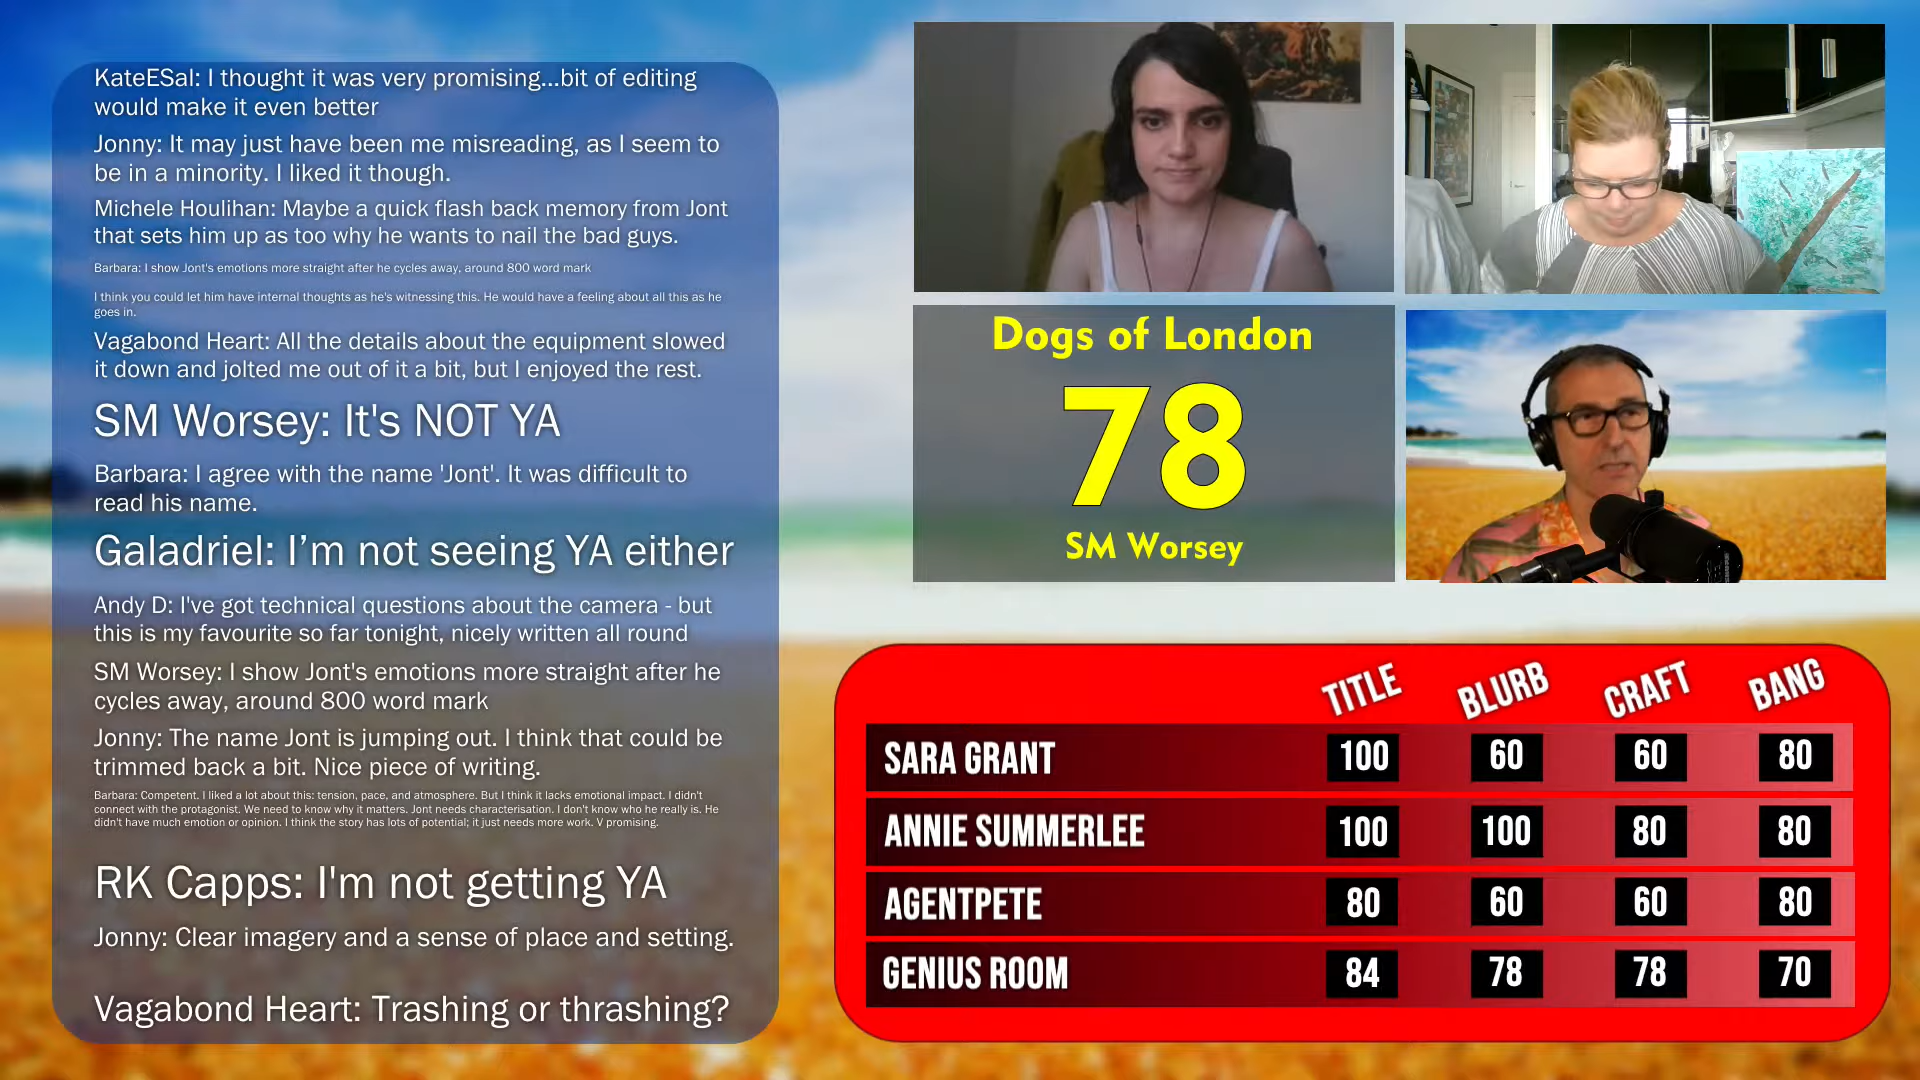 KateESal: I thought it was very promising...bit of editing
would make it even better
Jonny: It may just have been me misreading, as I seem to
be in a minority. I liked it though.
Michele Houlihan: Maybe a quick flash back memory from Jont
that sets him up as too why he wants to nail the bad guys.
Barbara: I show Jont's emotions more straight after he cycles away, around 800 word mark
I think you could let him have internal thoughts as he's witnessing this. He would have a feeling about all this as he
goes in.
Vagabond Heart: All the details about the equipment slowed
it down and jolted me out of it a bit, but I enjoyed the rest.
SM Worsey: It's NOT YA
Barbara: I agree with the name 'Jont'. It was difficult to
read his name.
Galadriel: I’m not seeing YA either
Andy D: I've got technical questions about the camera - but
this is my favourite so far tonight, nicely written all round
SM Worsey: I show Jont's emotions more straight after he
cycles away, around 800 word mark
Jonny: The name Jont is jumping out. I think that could be
trimmed back a bit. Nice piece of writing.
Barbara: Competent. I liked a lot about this: tension, pace, and atmosphere. But I think it lacks emotional impact. I didn't
connect with the protagonist. We need to know why it matters. Jont needs characterisation. I don't know who he really is. He
didn't have much emotion or opinion. I think the story has lots of potential; it just needs more work. V promising.
RK Capps: I'm not getting YA
Jonny: Clear imagery and a sense of place and setting.
Vagabond Heart: Trashing or thrashing?
Dogs of London
78
SM Worsey
TITLE BLURB CRAFT BANG
SARA GRANT 100 60 60 80
ANNIE SUMMERLEE 100 100 80 80
AGENTPETE 80 60 60 80
GENIUS ROOM 84 78 78 70